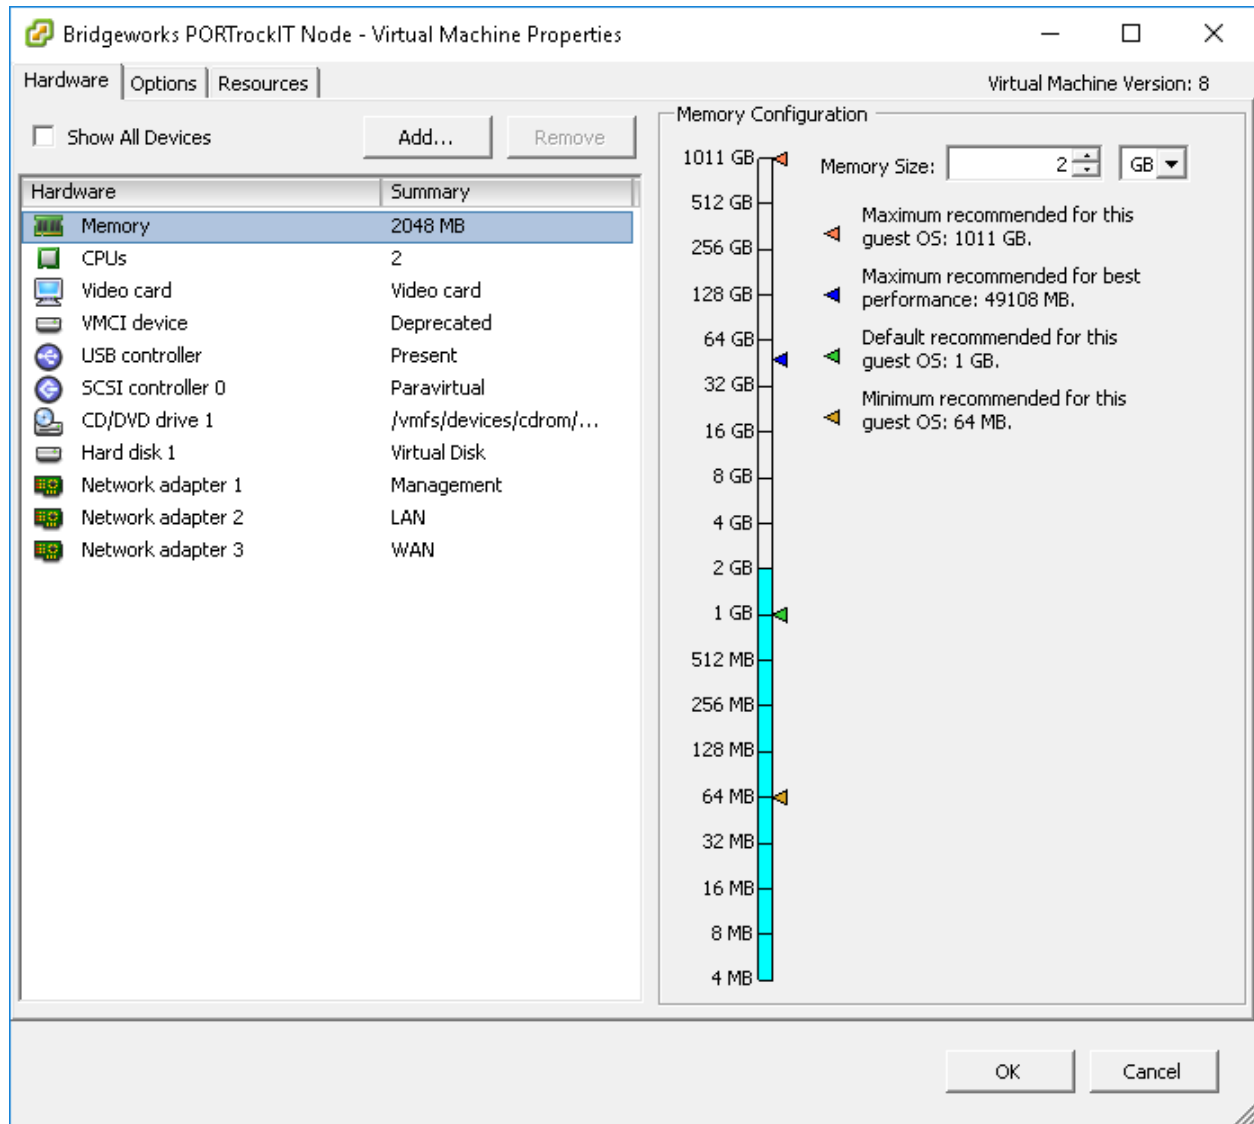 Bridgeworks PORTrockIT Node - Virtual Machine Properties
Hardware Options Resources Virtual Machine Version: 8
Show All Devices Add... Remove
Hardware Summary
Memory 2048 MB
CPUs 2
Video card Video card
VMCI device Deprecated
USB controller Present
SCSI controller 0 Paravirtual
CD/DVD drive 1 /vmfs/devices/cdrom/...
Hard disk 1 Virtual Disk
Network adapter 1 Management
Network adapter 2 LAN
Network adapter 3 WAN
Memory Configuration
Memory Size: 2 GB
1011 GB
512 GB
256 GB
128 GB
64 GB
32 GB
16 GB
8 GB
4 GB
2 GB
1 GB
512 MB
256 MB
128 MB
64 MB
32 MB
16 MB
8 MB
4 MB
Maximum recommended for this
guest OS: 1011 GB.
Maximum recommended for best
performance: 49108 MB.
Default recommended for this
guest OS: 1 GB.
Minimum recommended for this
guest OS: 64 MB.
OK Cancel